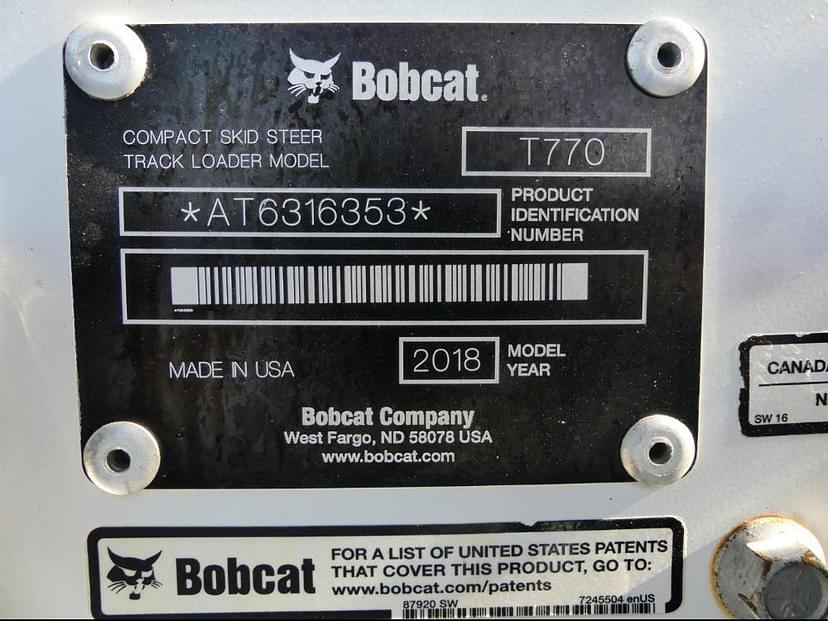 Bobcat.
COMPACT SKID STEER
TRACK LOADER MODEL
T770
*AT6316353*
PRODUCT
IDENTIFICATION
NUMBER
MADE IN USA
2018
MODEL
YEAR
Bobcat Company
West Fargo, ND 58078 USA
www.bobcat.com
CANADA
N
SW 16
Bobcat
FOR A LIST OF UNITED STATES PATENTS
THAT COVER THIS PRODUCT, GO TO:
www.bobcat.com/patents
87920 SW
7245504 enUS